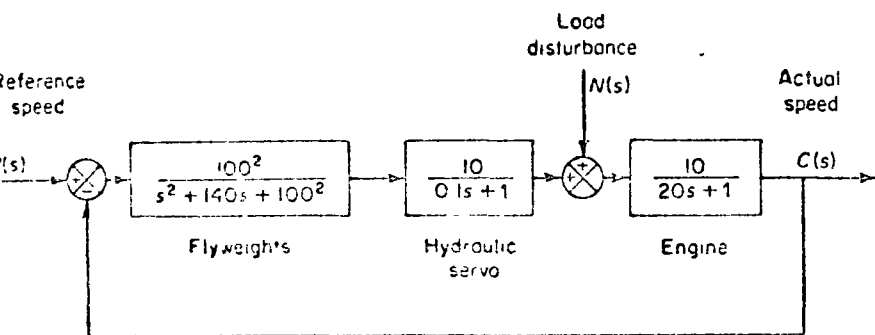 Load
disturbance
Reference
speed
N(s)
Actual
speed
(s)
+
-
100²
s² + 140s + 100²
10
0.1s + 1
+
+
10
20s + 1
C(s)
Flyweights
Hydraulic
servo
Engine